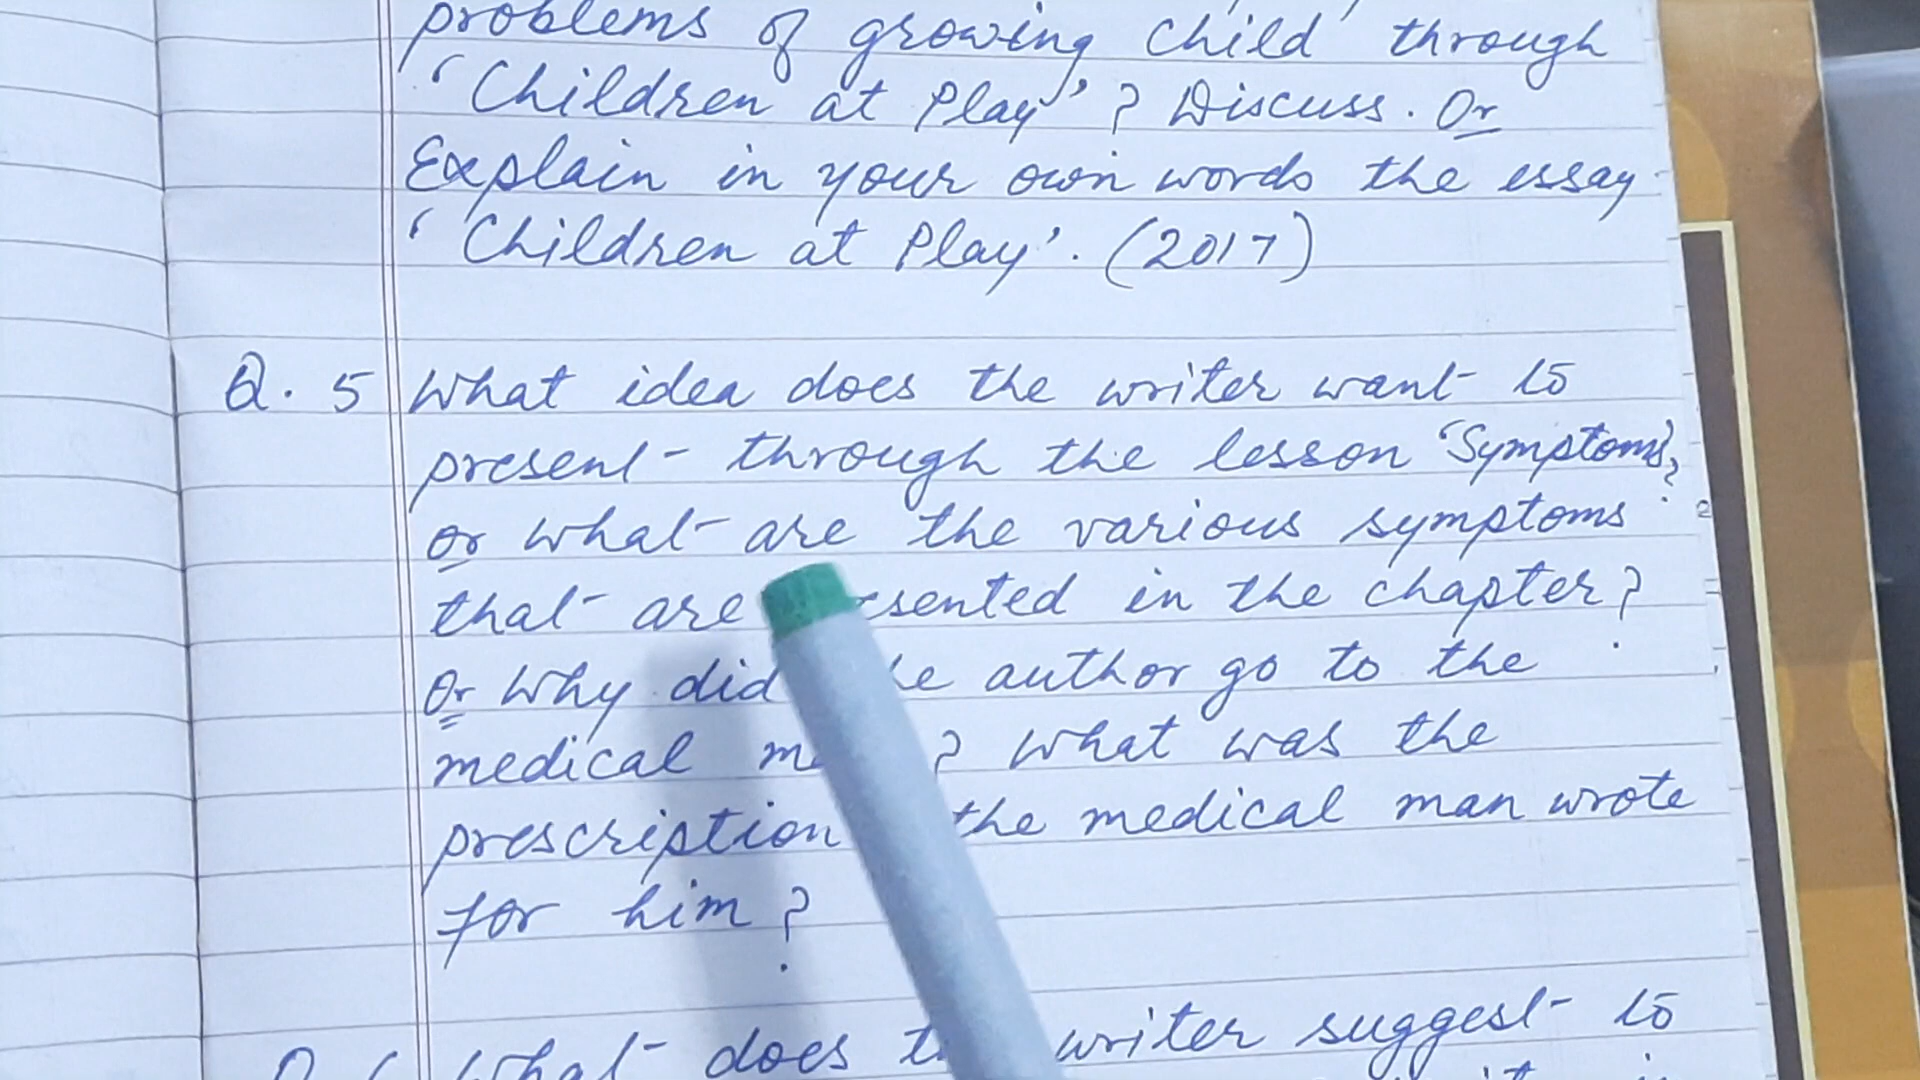 problems of growing child through
'Children at Play'? Discuss. Or
Explain in your own words the essay
'Children at Play'. (2017)
Q. 5 What idea does the writer want to
present through the lesson 'Symptoms'?
or what are the various symptoms
that are in the chapter?
Or Why did author go to the
medical ? What was the
prescription the medical man wrote
for him?
What does writer suggest to